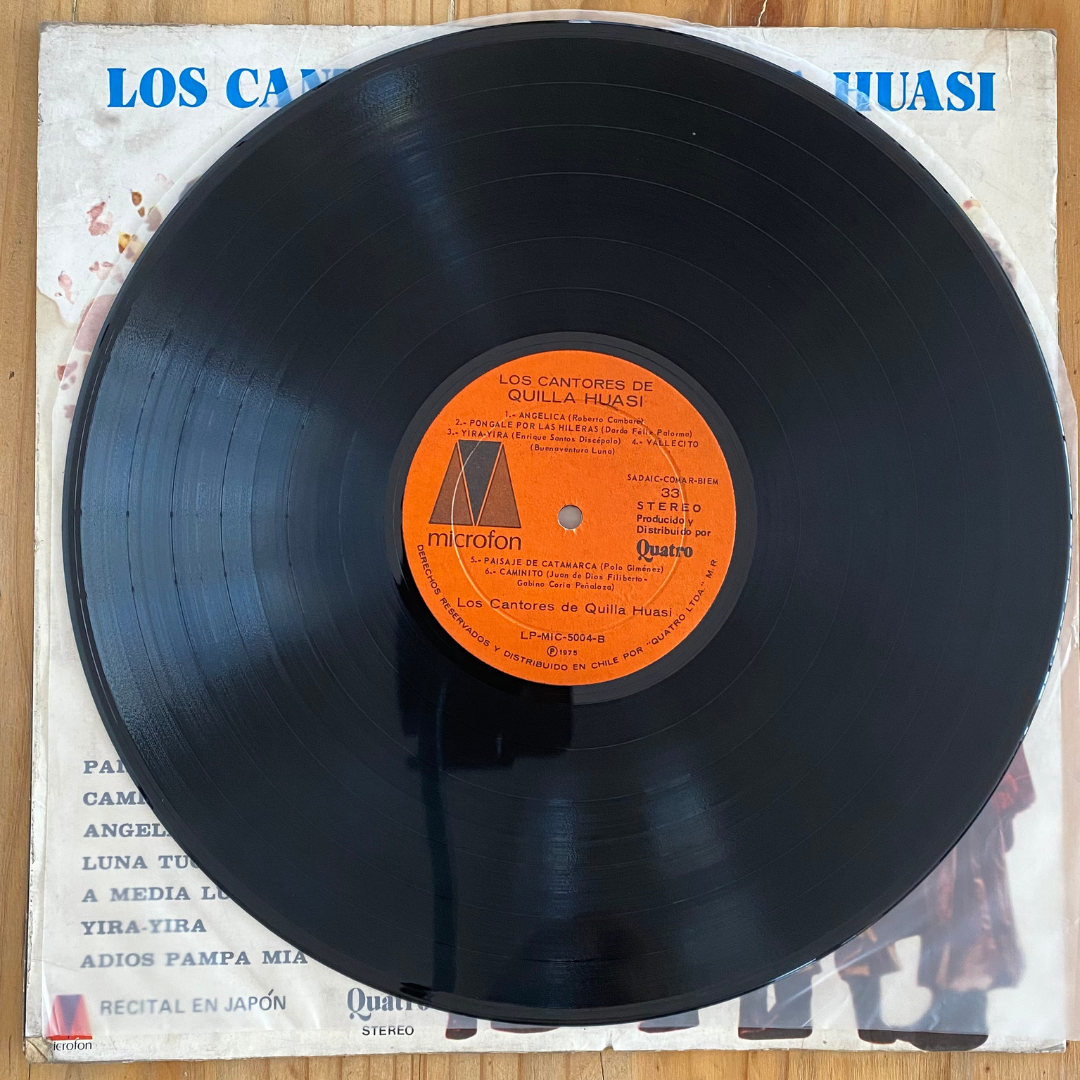 LOS CAN HUASI
LOS CANTORES DE
QUILLA HUASI
1.- ANGELICA (Roberto Cambaré)
2.- PONGALE POR LAS HILERAS (Dardo Félix Palorma)
3.- YIRA-YIRA (Enrique Santos Discépolo) 4.- VALLECITO
(Buenaventura Luna)
SADAIC-COMAR-BIEM
33
STEREO
Producido y
Distribuido por
Quatro
microfon
5.- PAISAJE DE CATAMARCA (Polo Giménez)
6.- CAMINITO (Juan de Dios Filiberto-
Gabino Coria Peñaloza)
Los Cantores de Quilla Huasi
LP-MIC-5004-B
℗ 1975
DERECHOS RESERVADOS Y DISTRIBUIDO EN CHILE POR "QUATRO LTDA." M.R
PAI
CAMI
ANGEL
LUNA TUC
A MEDIA LU
YIRA-YIRA
ADIOS PAMPA MIA
RECITAL EN JAPÓN
Quatro
STEREO
icrofon